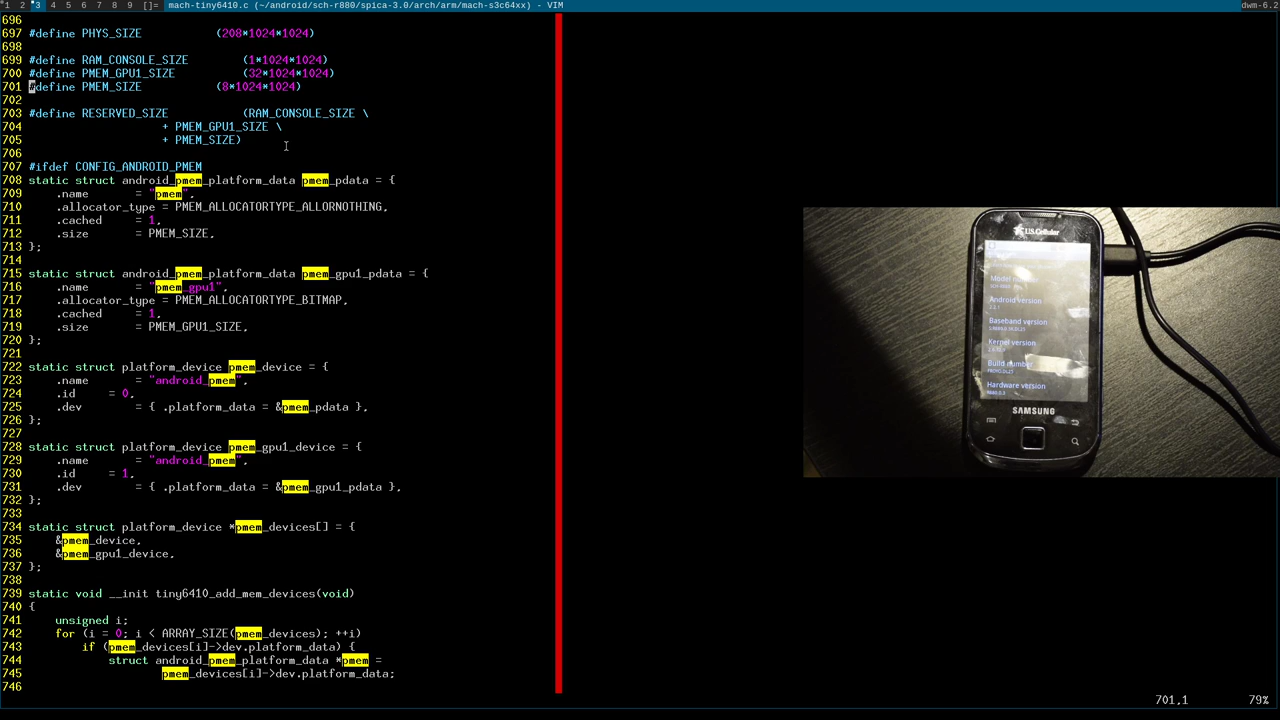 1 2 3 4 5 6 7 8 9 []= mach-tiny6410.c (~/android/sch-r880/spica-3.0/arch/arm/mach-s3c64xx) - VIM dwm-6.2
696
697 #define PHYS_SIZE (208*1024*1024)
698
699 #define RAM_CONSOLE_SIZE (1*1024*1024)
700 #define PMEM_GPU1_SIZE (32*1024*1024)
701 #define PMEM_SIZE (8*1024*1024)
702
703 #define RESERVED_SIZE (RAM_CONSOLE_SIZE \
704 + PMEM_GPU1_SIZE \
705 + PMEM_SIZE)
706
707 #ifdef CONFIG_ANDROID_PMEM
708 static struct android_pmem_platform_data pmem_pdata = {
709 .name = "pmem",
710 .allocator_type = PMEM_ALLOCATORTYPE_ALLORNOTHING,
711 .cached = 1,
712 .size = PMEM_SIZE,
713 };
714
715 static struct android_pmem_platform_data pmem_gpu1_pdata = {
716 .name = "pmem_gpu1",
717 .allocator_type = PMEM_ALLOCATORTYPE_BITMAP,
718 .cached = 1,
719 .size = PMEM_GPU1_SIZE,
720 };
721
722 static struct platform_device pmem_device = {
723 .name = "android_pmem",
724 .id = 0,
725 .dev = { .platform_data = &pmem_pdata },
726 };
727
728 static struct platform_device pmem_gpu1_device = {
729 .name = "android_pmem",
730 .id = 1,
731 .dev = { .platform_data = &pmem_gpu1_pdata },
732 };
733
734 static struct platform_device *pmem_devices[] = {
735 &pmem_device,
736 &pmem_gpu1_device,
737 };
738
739 static void __init tiny6410_add_mem_devices(void)
740 {
741 unsigned i;
742 for (i = 0; i < ARRAY_SIZE(pmem_devices); ++i)
743 if (pmem_devices[i]->dev.platform_data) {
744 struct android_pmem_platform_data *pmem =
745 pmem_devices[i]->dev.platform_data;
746
701,1 79%
U.S. Cellular
Model
Android version
Baseband version
Kernel version
Build number
Hardware version
SAMSUNG